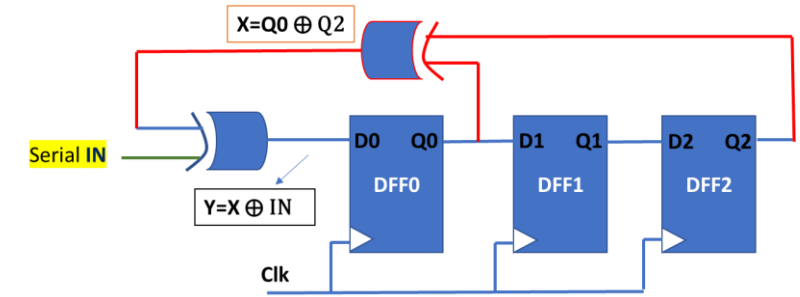 X=Q0 ⊕ Q2
Serial IN
D0 Q0
D1 Q1
D2 Q2
DFF0
DFF1
DFF2
Y=X ⊕ IN
Clk